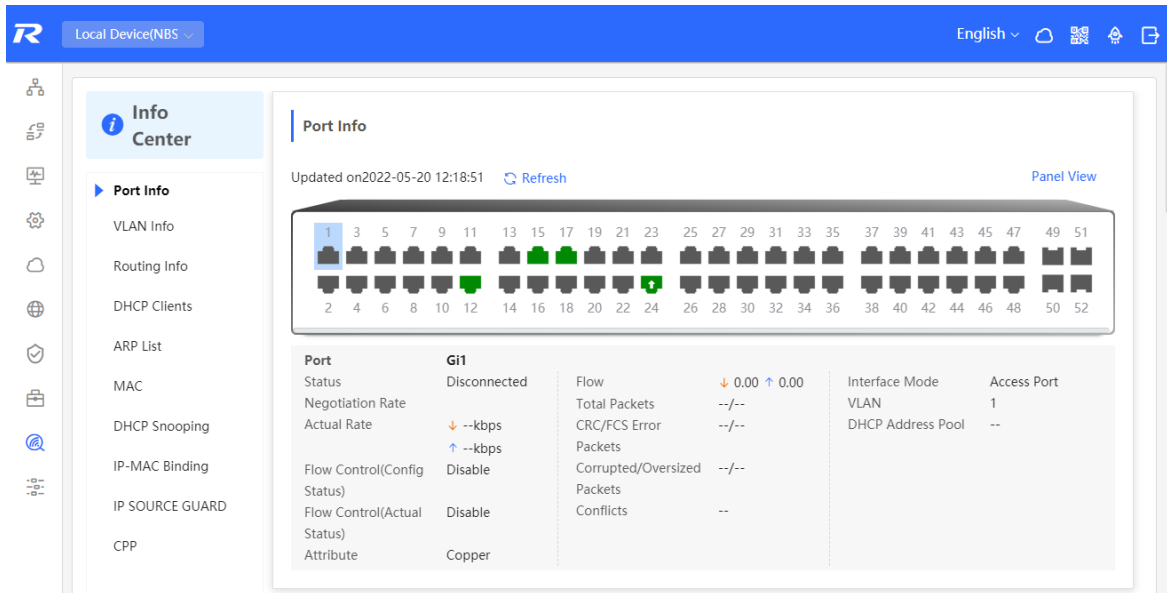 R
Local Device(NBS
English
Info
Center
Port Info
VLAN Info
Routing Info
DHCP Clients
ARP List
MAC
DHCP Snooping
IP-MAC Binding
IP SOURCE GUARD
CPP
Port Info
Updated on2022-05-20 12:18:51 Refresh Panel View
1 3 5 7 9 11 13 15 17 19 21 23 25 27 29 31 33 35 37 39 41 43 45 47 49 51
2 4 6 8 10 12 14 16 18 20 22 24 26 28 30 32 34 36 38 40 42 44 46 48 50 52
Port Gi1
Status Disconnected
Negotiation Rate
Actual Rate ↓ --kbps
↑ --kbps
Flow Control(Config Disable
Status)
Flow Control(Actual Disable
Status)
Attribute Copper
Flow ↓ 0.00 ↑ 0.00
Total Packets --/--
CRC/FCS Error --/--
Packets
Corrupted/Oversized --/--
Packets
Conflicts --
Interface Mode Access Port
VLAN 1
DHCP Address Pool --